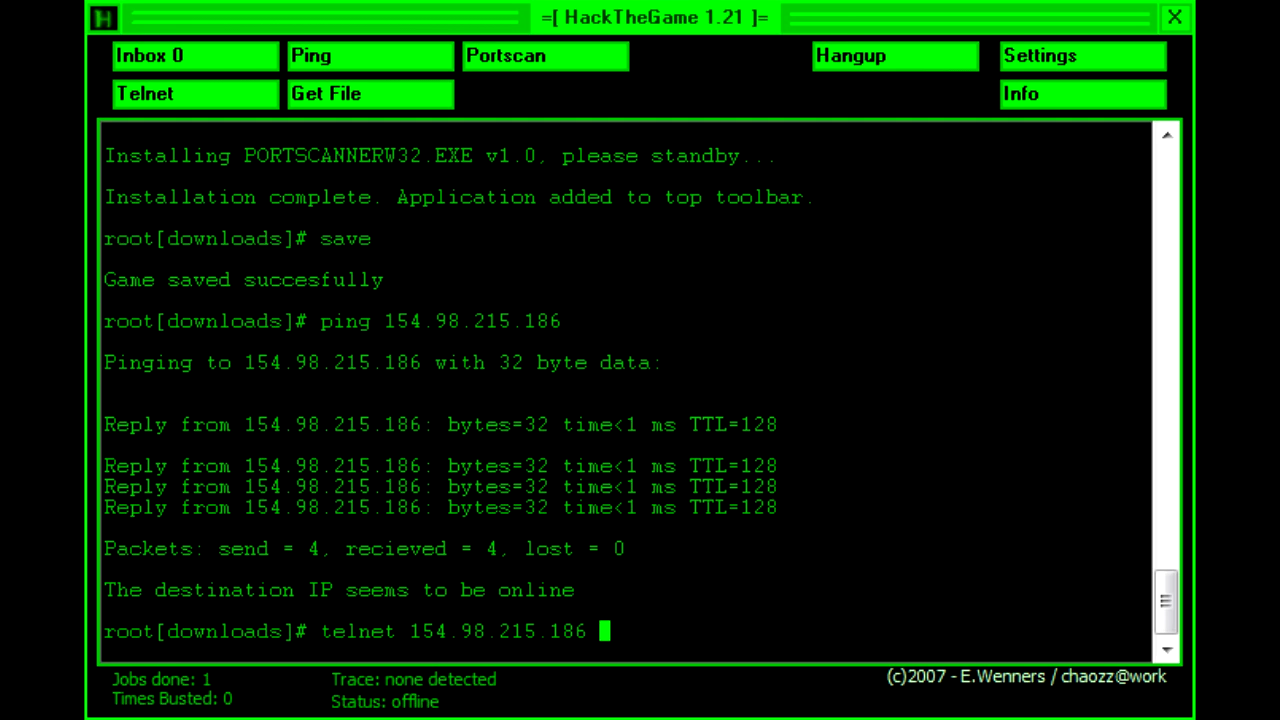 H
=[ HackTheGame 1.21 ]=
X
Inbox 0 Ping Portscan Hangup Settings
Telnet Get File Info
Installing PORTSCANNERW32.EXE v1.0, please standby...
Installation complete. Application added to top toolbar.
root[downloads]# save
Game saved succesfully
root[downloads]# ping 154.98.215.186
Pinging to 154.98.215.186 with 32 byte data:
Reply from 154.98.215.186: bytes=32 time<1 ms TTL=128
Reply from 154.98.215.186: bytes=32 time<1 ms TTL=128
Reply from 154.98.215.186: bytes=32 time<1 ms TTL=128
Reply from 154.98.215.186: bytes=32 time<1 ms TTL=128
Packets: send = 4, recieved = 4, lost = 0
The destination IP seems to be online
root[downloads]# telnet 154.98.215.186
Jobs done: 1
Times Busted: 0
Trace: none detected
Status: offline
(c)2007 - E.Wenners / chaozz@work